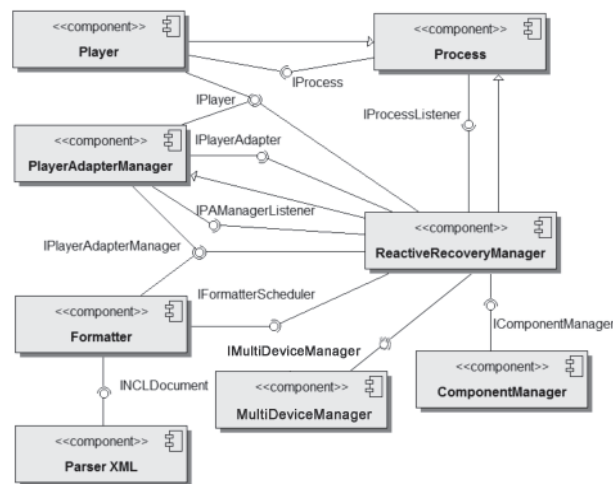 <<component>>
Player
<<component>>
Process
IProcess
IPlayer
IProcessListener
IPlayerAdapter
<<component>>
PlayerAdapterManager
IPAManagerListener
<<component>>
ReactiveRecoveryManager
IPlayerAdapterManager
IFormatterScheduler
<<component>>
Formatter
IComponentManager
IMultiDeviceManager
INCLDocument
<<component>>
MultiDeviceManager
<<component>>
ComponentManager
<<component>>
Parser XML